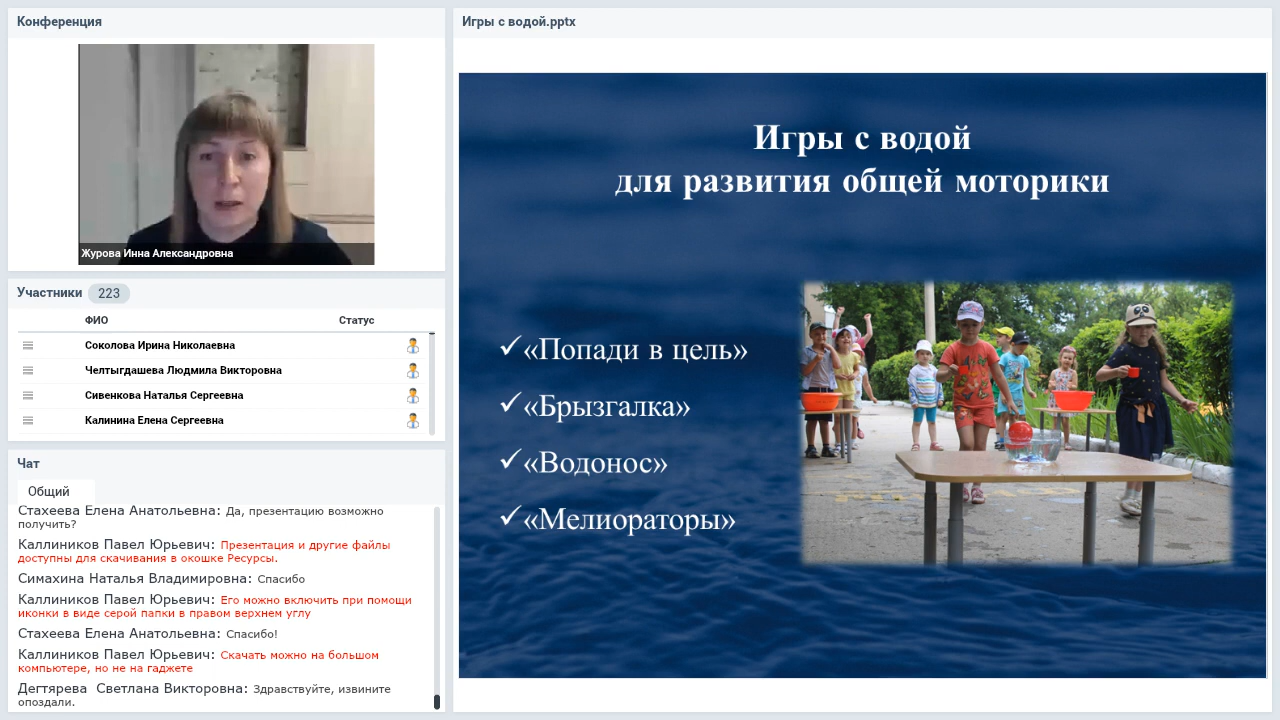 Конференция
Журова Инна Александровна
Участники 223
ФИО Статус
Соколова Ирина Николаевна
Челтыгдашева Людмила Викторовна
Сивенкова Наталья Сергеевна
Калинина Елена Сергеевна
Чат
Общий
Стахеева Елена Анатольевна: Да, презентацию возможно
получить?
Каллиников Павел Юрьевич: Презентация и другие файлы
доступны для скачивания в окошке Ресурсы.
Симахина Наталья Владимировна: Спасибо
Каллиников Павел Юрьевич: Его можно включить при помощи
иконки в виде серой папки в правом верхнем углу
Стахеева Елена Анатольевна: Спасибо!
Каллиников Павел Юрьевич: Скачать можно на большом
компьютере, но не на гаджете
Дегтярева Светлана Викторовна: Здравствуйте, извините
опоздали.
Игры с водой.pptx
Игры с водой
для развития общей моторики
✓«Попади в цель»
✓«Брызгалка»
✓«Водонос»
✓«Мелиораторы»